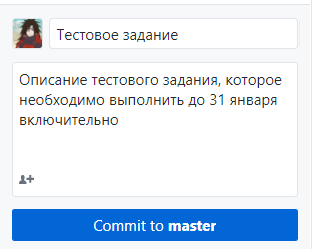 Тестовое задание
Описание тестового задания, которое
необходимо выполнить до 31 января
включительно
Commit to master